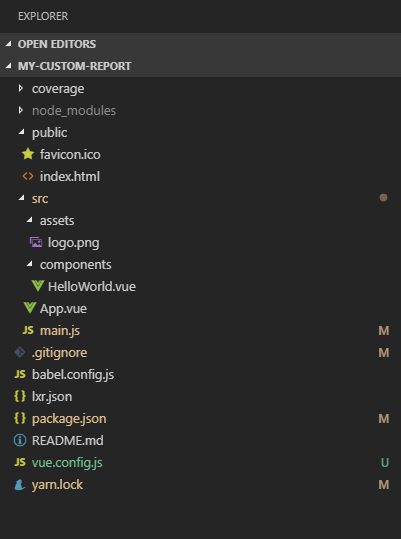 EXPLORER
OPEN EDITORS
MY-CUSTOM-REPORT
coverage
node_modules
public
favicon.ico
<> index.html
src
assets
logo.png
components
HelloWorld.vue
App.vue
JS main.js M
.gitignore M
JS babel.config.js
{} lxr.json
{} package.json M
README.md
JS vue.config.js U
yarn.lock M